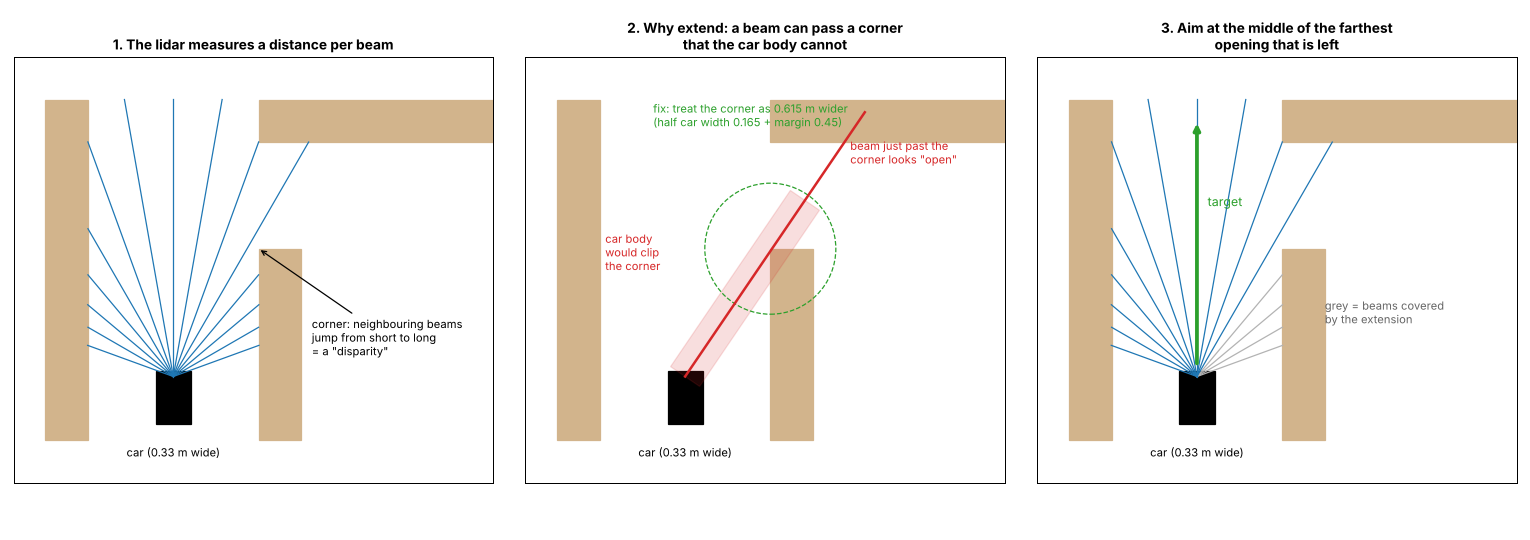 1. The lidar measures a distance per beam
corner: neighbouring beams
jump from short to long
= a "disparity"
car (0.33 m wide)
2. Why extend: a beam can pass a corner
that the car body cannot
fix: treat the corner as 0.615 m wider
(half car width 0.165 + margin 0.45)
beam just past the
corner looks "open"
car body
would clip
the corner
car (0.33 m wide)
3. Aim at the middle of the farthest
opening that is left
target
grey = beams covered
by the extension
car (0.33 m wide)